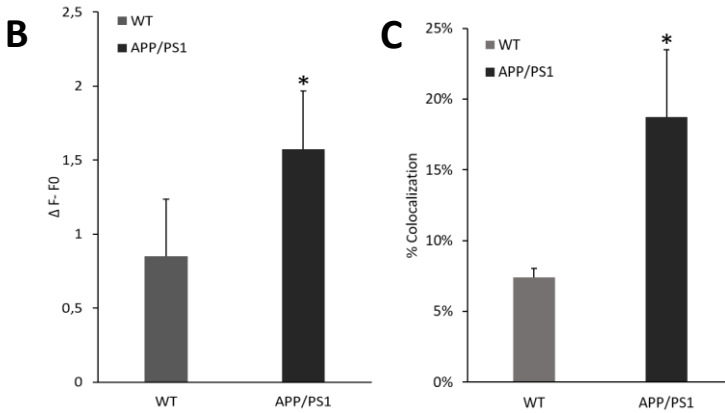 B
2,5
2
1,5
1
0,5
0
Δ F- F0
WT
APP/PS1
*
WT
APP/PS1
C
25%
20%
15%
10%
5%
0%
% Colocalization
WT
APP/PS1
*
WT
APP/PS1